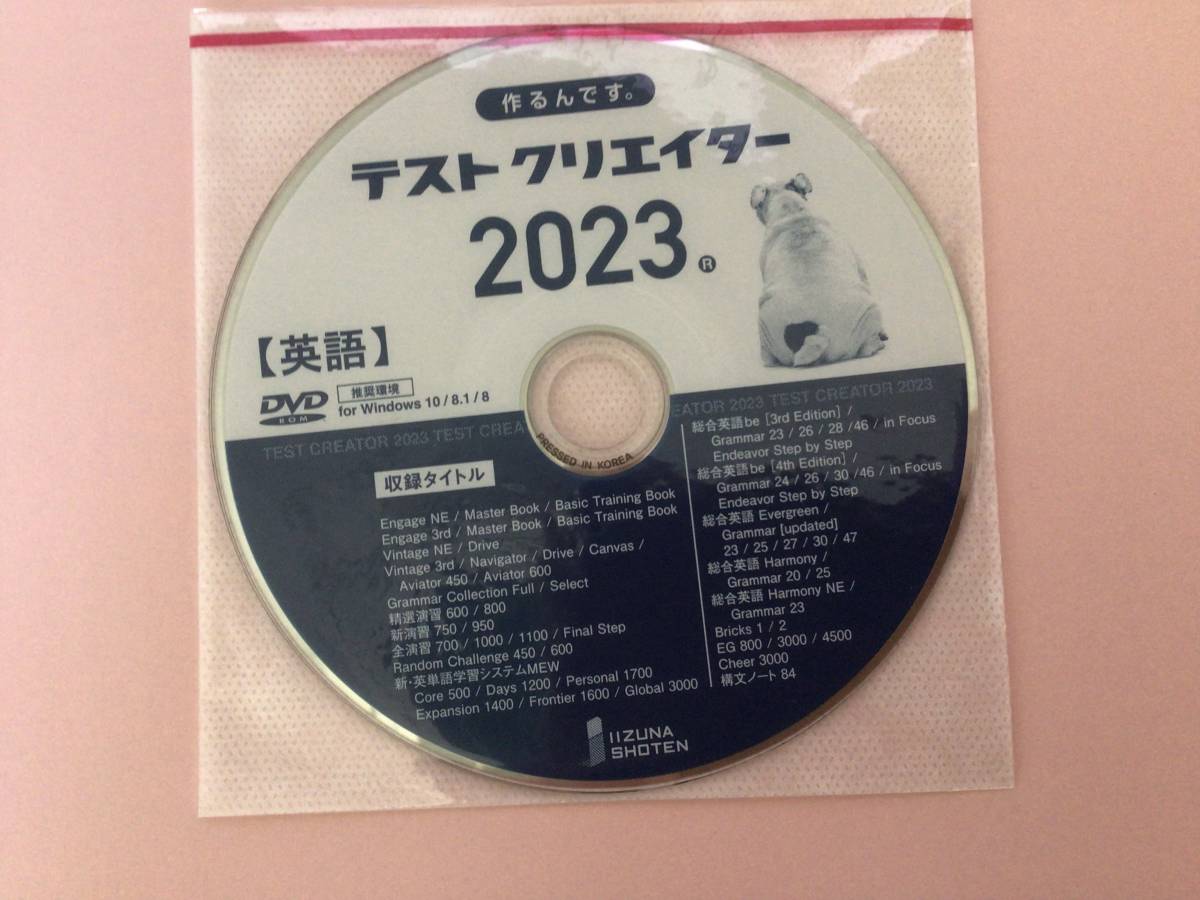 作るんです。
テストクリエイター
2023®
【英語】
DVD
ROM
推奨環境
for Windows 10 / 8.1 / 8
TEST CREATOR 2023 TEST CREA
EATOR 2023 TEST CREATOR 2023
PRESSED IN KOREA
収録タイトル
Engage NE / Master Book / Basic Training Book
Engage 3rd / Master Book / Basic Training Book
Vintage NE / Drive
Vintage 3rd / Navigator / Drive / Canvas /
Aviator 450 / Aviator 600
Grammar Collection Full / Select
精選演習 600 / 800
新演習 750 / 950
全演習 700 / 1000 / 1100 / Final Step
Random Challenge 450 / 600
新・英単語学習システムMEW
Core 500 / Days 1200 / Personal 1700
Expansion 1400 / Frontier 1600 / Global 3000
総合英語be [3rd Edition] /
Grammar 23 / 26 / 28 /46 / in Focus
Endeavor Step by Step
総合英語be [4th Edition] /
Grammar 24 / 26 / 30 /46 / in Focus
Endeavor Step by Step
総合英語 Evergreen /
Grammar [updated]
23 / 25 / 27 / 30 / 47
総合英語 Harmony /
Grammar 20 / 25
総合英語 Harmony NE /
Grammar 23
Bricks 1 / 2
EG 800 / 3000 / 4500
Cheer 3000
構文ノート 84
IIZUNA
SHOTEN